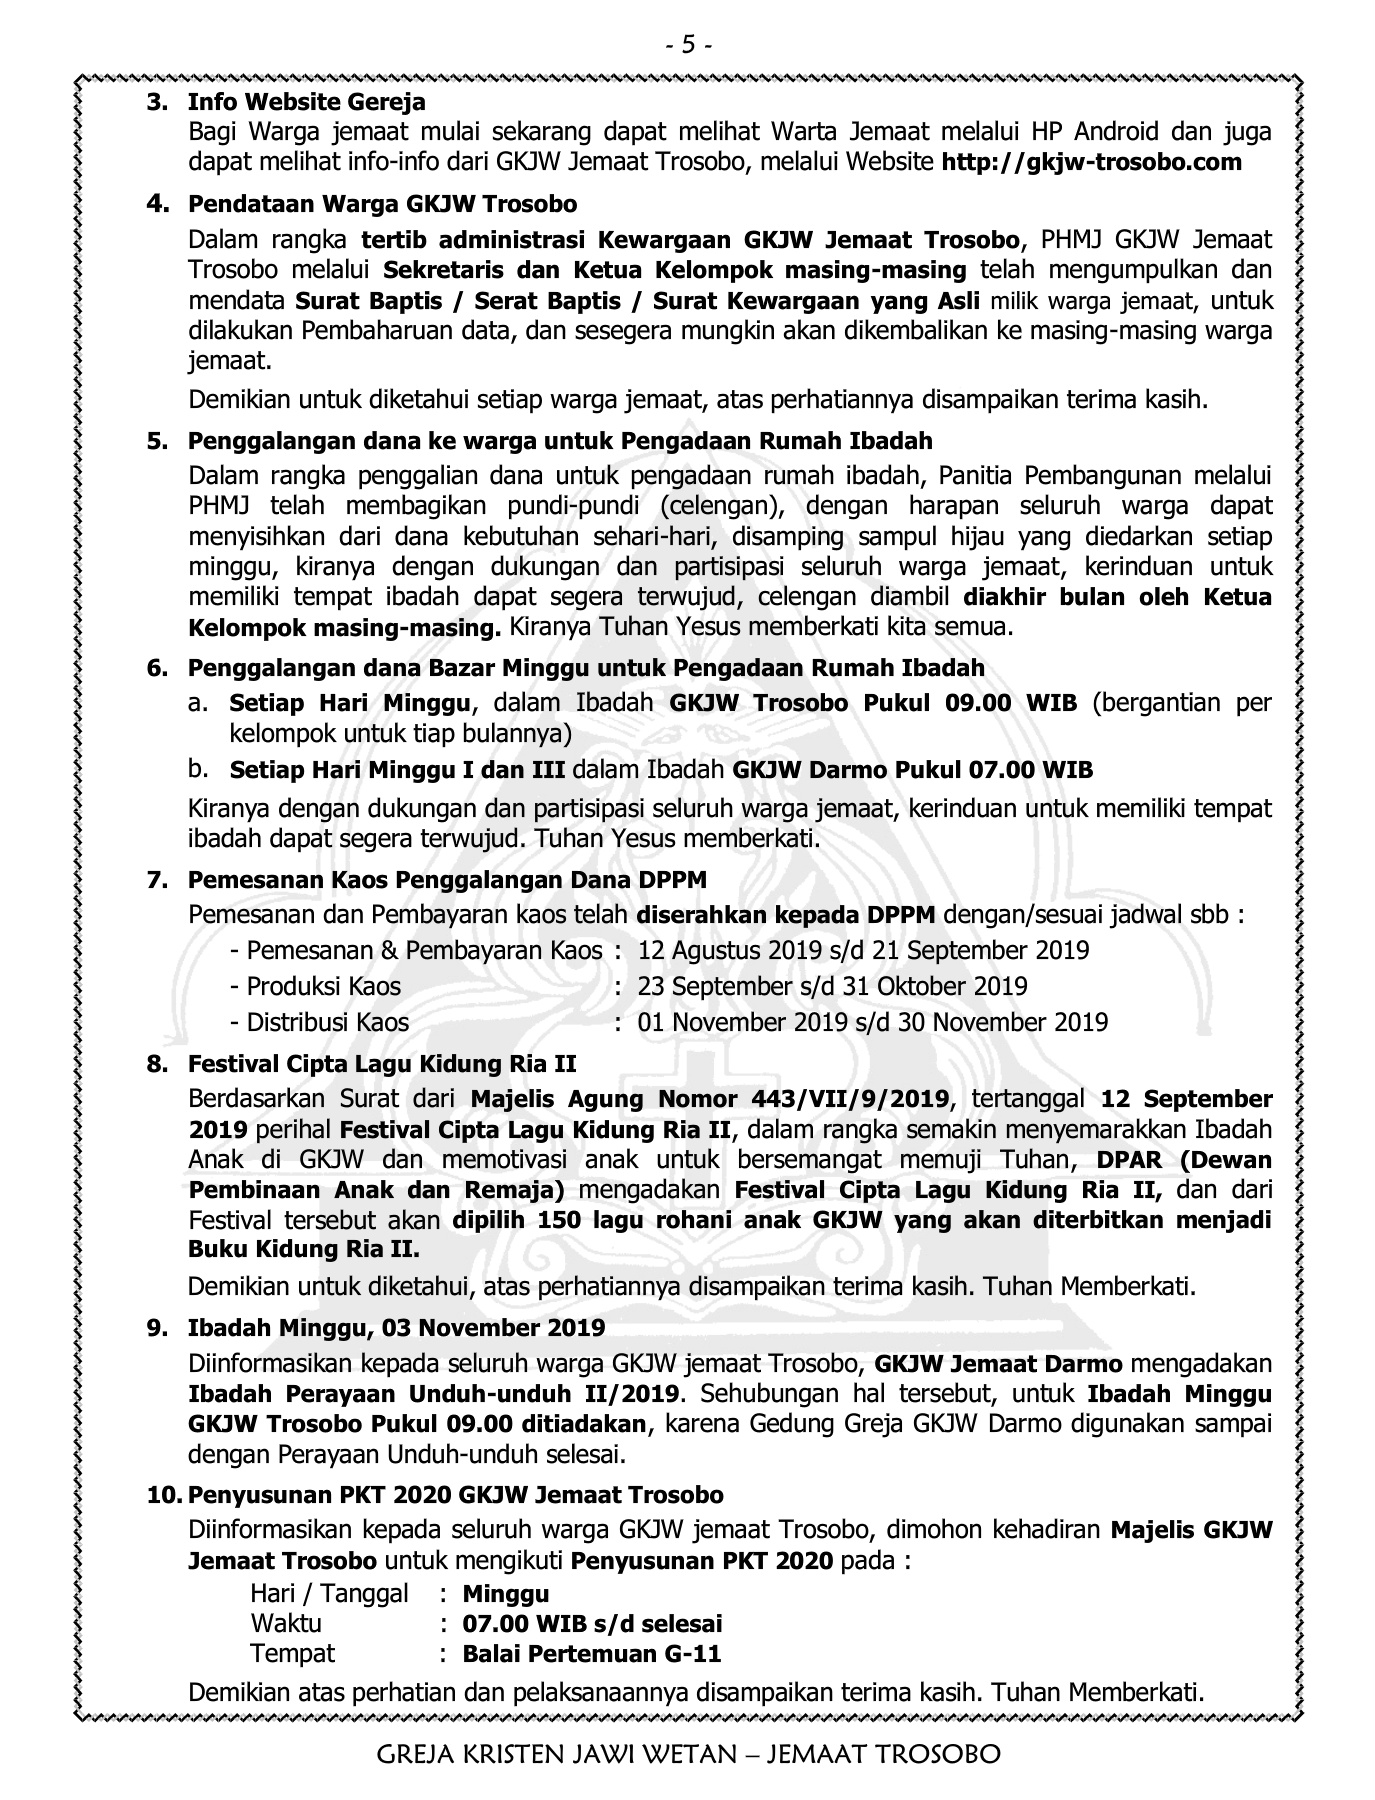 - 5 -
3. Info Website Gereja
Bagi Warga jemaat mulai sekarang dapat melihat Warta Jemaat melalui HP Android dan juga
dapat melihat info-info dari GKJW Jemaat Trosobo, melalui Website http://gkjw-trosobo.com
4. Pendataan Warga GKJW Trosobo
Dalam rangka tertib administrasi Kewargaan GKJW Jemaat Trosobo, PHMJ GKJW Jemaat
Trosobo melalui Sekretaris dan Ketua Kelompok masing-masing telah mengumpulkan dan
mendata Surat Baptis / Serat Baptis / Surat Kewargaan yang Asli milik warga jemaat, untuk
dilakukan Pembaharuan data, dan sesegera mungkin akan dikembalikan ke masing-masing warga
jemaat.
Demikian untuk diketahui setiap warga jemaat, atas perhatiannya disampaikan terima kasih.
5. Penggalangan dana ke warga untuk Pengadaan Rumah Ibadah
Dalam rangka penggalian dana untuk pengadaan rumah ibadah, Panitia Pembangunan melalui
PHMJ telah membagikan pundi-pundi (celengan), dengan harapan seluruh warga dapat
menyisihkan dari dana kebutuhan sehari-hari, disamping sampul hijau yang diedarkan setiap
minggu, kiranya dengan dukungan dan partisipasi seluruh warga jemaat, kerinduan untuk
memiliki tempat ibadah dapat segera terwujud, celengan diambil diakhir bulan oleh Ketua
Kelompok masing-masing. Kiranya Tuhan Yesus memberkati kita semua.
6. Penggalangan dana Bazar Minggu untuk Pengadaan Rumah Ibadah
a. Setiap Hari Minggu, dalam Ibadah GKJW Trosobo Pukul 09.00 WIB (bergantian per
kelompok untuk tiap bulannya)
b. Setiap Hari Minggu I dan III dalam Ibadah GKJW Darmo Pukul 07.00 WIB
Kiranya dengan dukungan dan partisipasi seluruh warga jemaat, kerinduan untuk memiliki tempat
ibadah dapat segera terwujud. Tuhan Yesus memberkati.
7. Pemesanan Kaos Penggalangan Dana DPPM
Pemesanan dan Pembayaran kaos telah diserahkan kepada DPPM dengan/sesuai jadwal sbb :
- Pemesanan & Pembayaran Kaos : 12 Agustus 2019 s/d 21 September 2019
- Produksi Kaos : 23 September s/d 31 Oktober 2019
- Distribusi Kaos : 01 November 2019 s/d 30 November 2019
8. Festival Cipta Lagu Kidung Ria II
Berdasarkan Surat dari Majelis Agung Nomor 443/VII/9/2019, tertanggal 12 September
2019 perihal Festival Cipta Lagu Kidung Ria II, dalam rangka semakin menyemarakkan Ibadah
Anak di GKJW dan memotivasi anak untuk bersemangat memuji Tuhan, DPAR (Dewan
Pembinaan Anak dan Remaja) mengadakan Festival Cipta Lagu Kidung Ria II, dan dari
Festival tersebut akan dipilih 150 lagu rohani anak GKJW yang akan diterbitkan menjadi
Buku Kidung Ria II.
Demikian untuk diketahui, atas perhatiannya disampaikan terima kasih. Tuhan Memberkati.
9. Ibadah Minggu, 03 November 2019
Diinformasikan kepada seluruh warga GKJW jemaat Trosobo, GKJW Jemaat Darmo mengadakan
Ibadah Perayaan Unduh-unduh II/2019. Sehubungan hal tersebut, untuk Ibadah Minggu
GKJW Trosobo Pukul 09.00 ditiadakan, karena Gedung Greja GKJW Darmo digunakan sampai
dengan Perayaan Unduh-unduh selesai.
10. Penyusunan PKT 2020 GKJW Jemaat Trosobo
Diinformasikan kepada seluruh warga GKJW jemaat Trosobo, dimohon kehadiran Majelis GKJW
Jemaat Trosobo untuk mengikuti Penyusunan PKT 2020 pada :
Hari / Tanggal : Minggu
Waktu : 07.00 WIB s/d selesai
Tempat : Balai Pertemuan G-11
Demikian atas perhatian dan pelaksanaannya disampaikan terima kasih. Tuhan Memberkati.
GREJA KRISTEN JAWI WETAN – JEMAAT TROSOBO